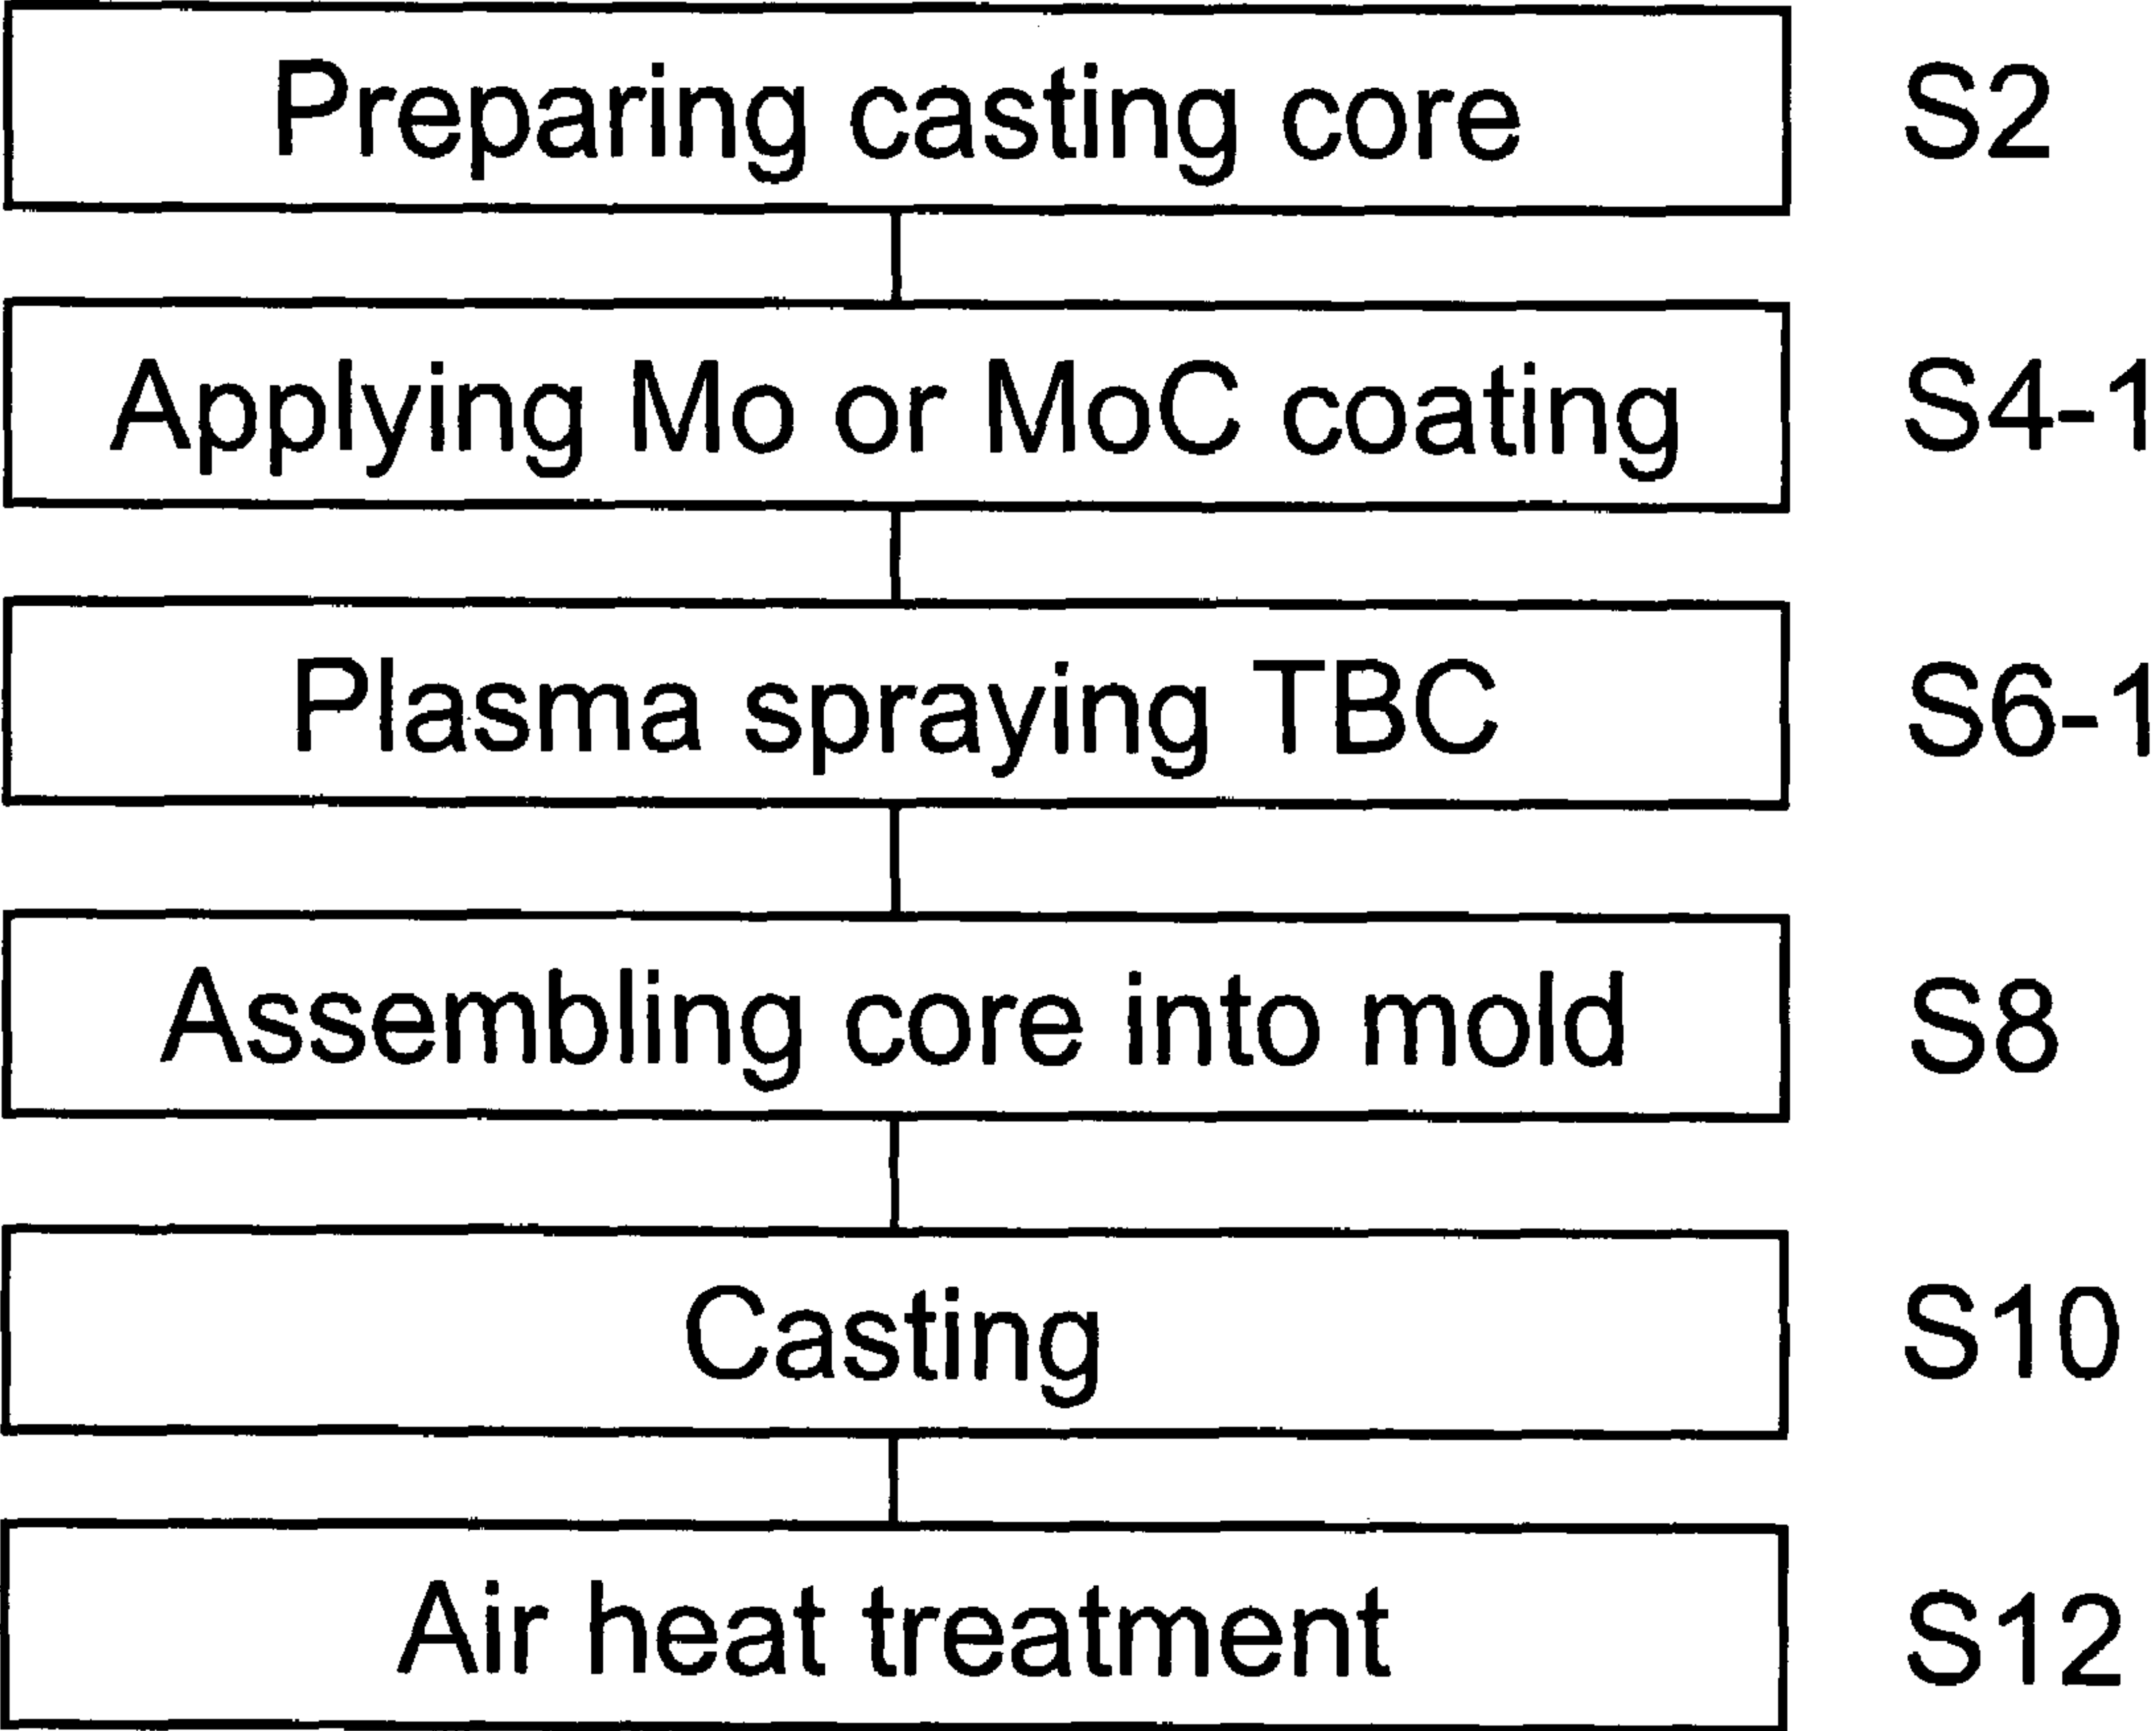 Preparing casting core S2
Applying Mo or MoC coating S4-1
Plasma spraying TBC S6-1
Assembling core into mold S8
Casting S10
Air heat treatment S12